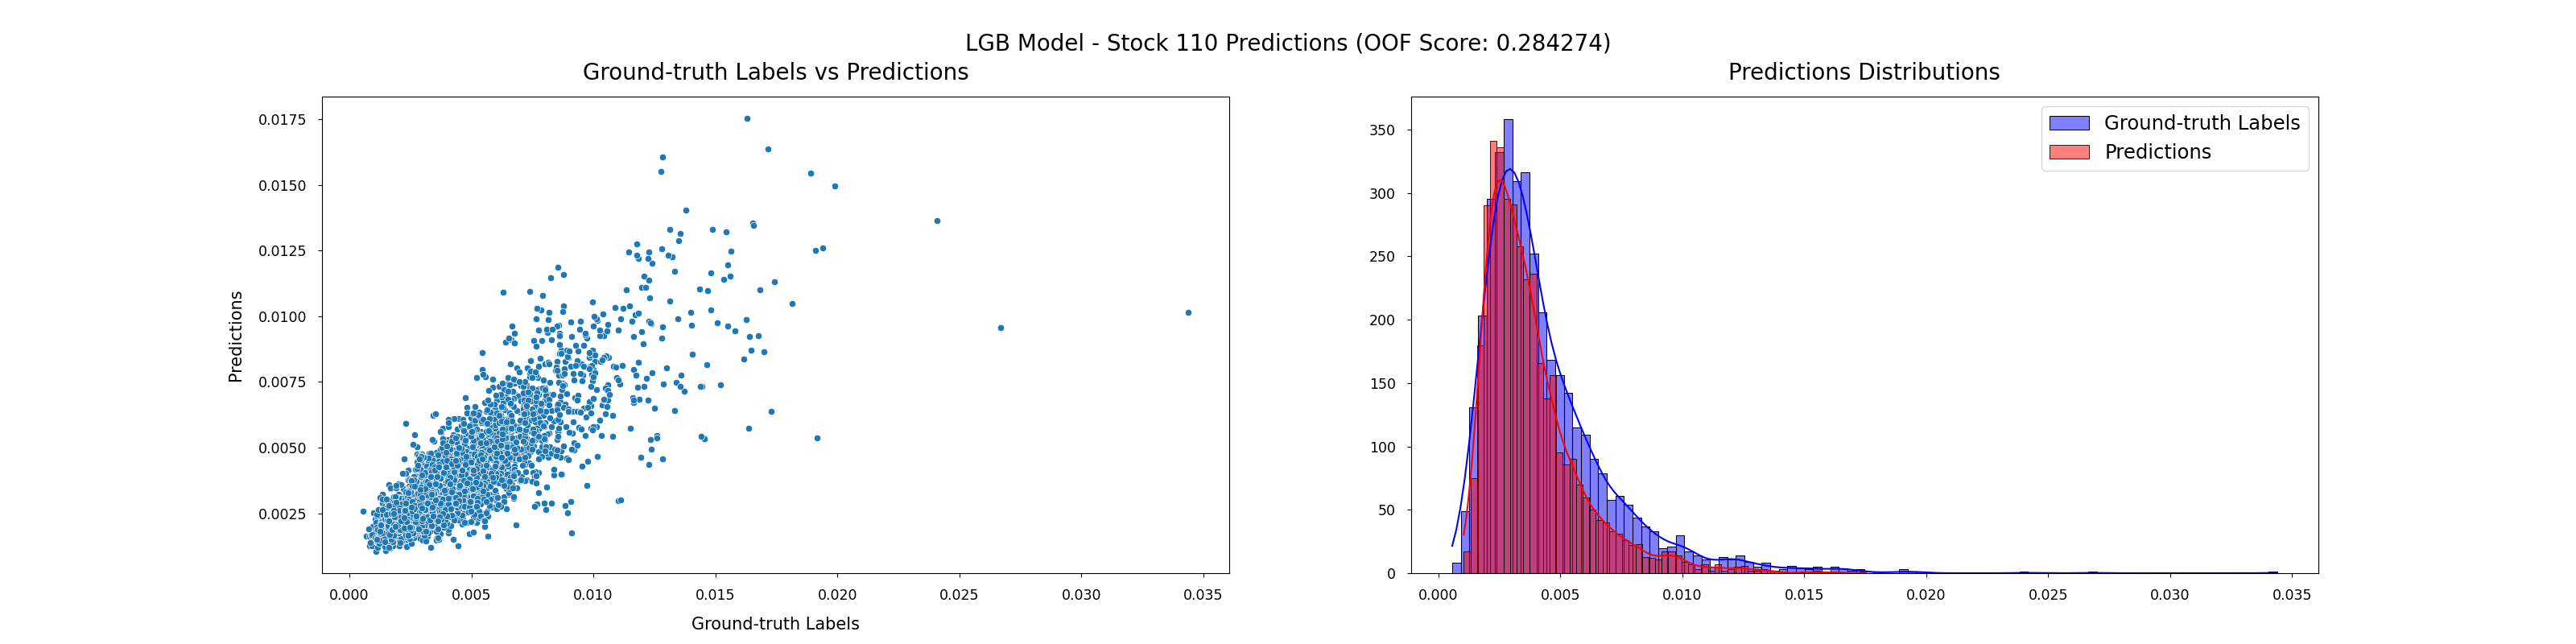 LGB Model - Stock 110 Predictions (OOF Score: 0.284274)
Ground-truth Labels vs Predictions
0.0175
0.0150
0.0125
0.0100
0.0075
0.0050
0.0025
Predictions
0.000 0.005 0.010 0.015 0.020 0.025 0.030 0.035
Ground-truth Labels
Predictions Distributions
Ground-truth Labels
Predictions
350
300
250
200
150
100
50
0
0.000 0.005 0.010 0.015 0.020 0.025 0.030 0.035